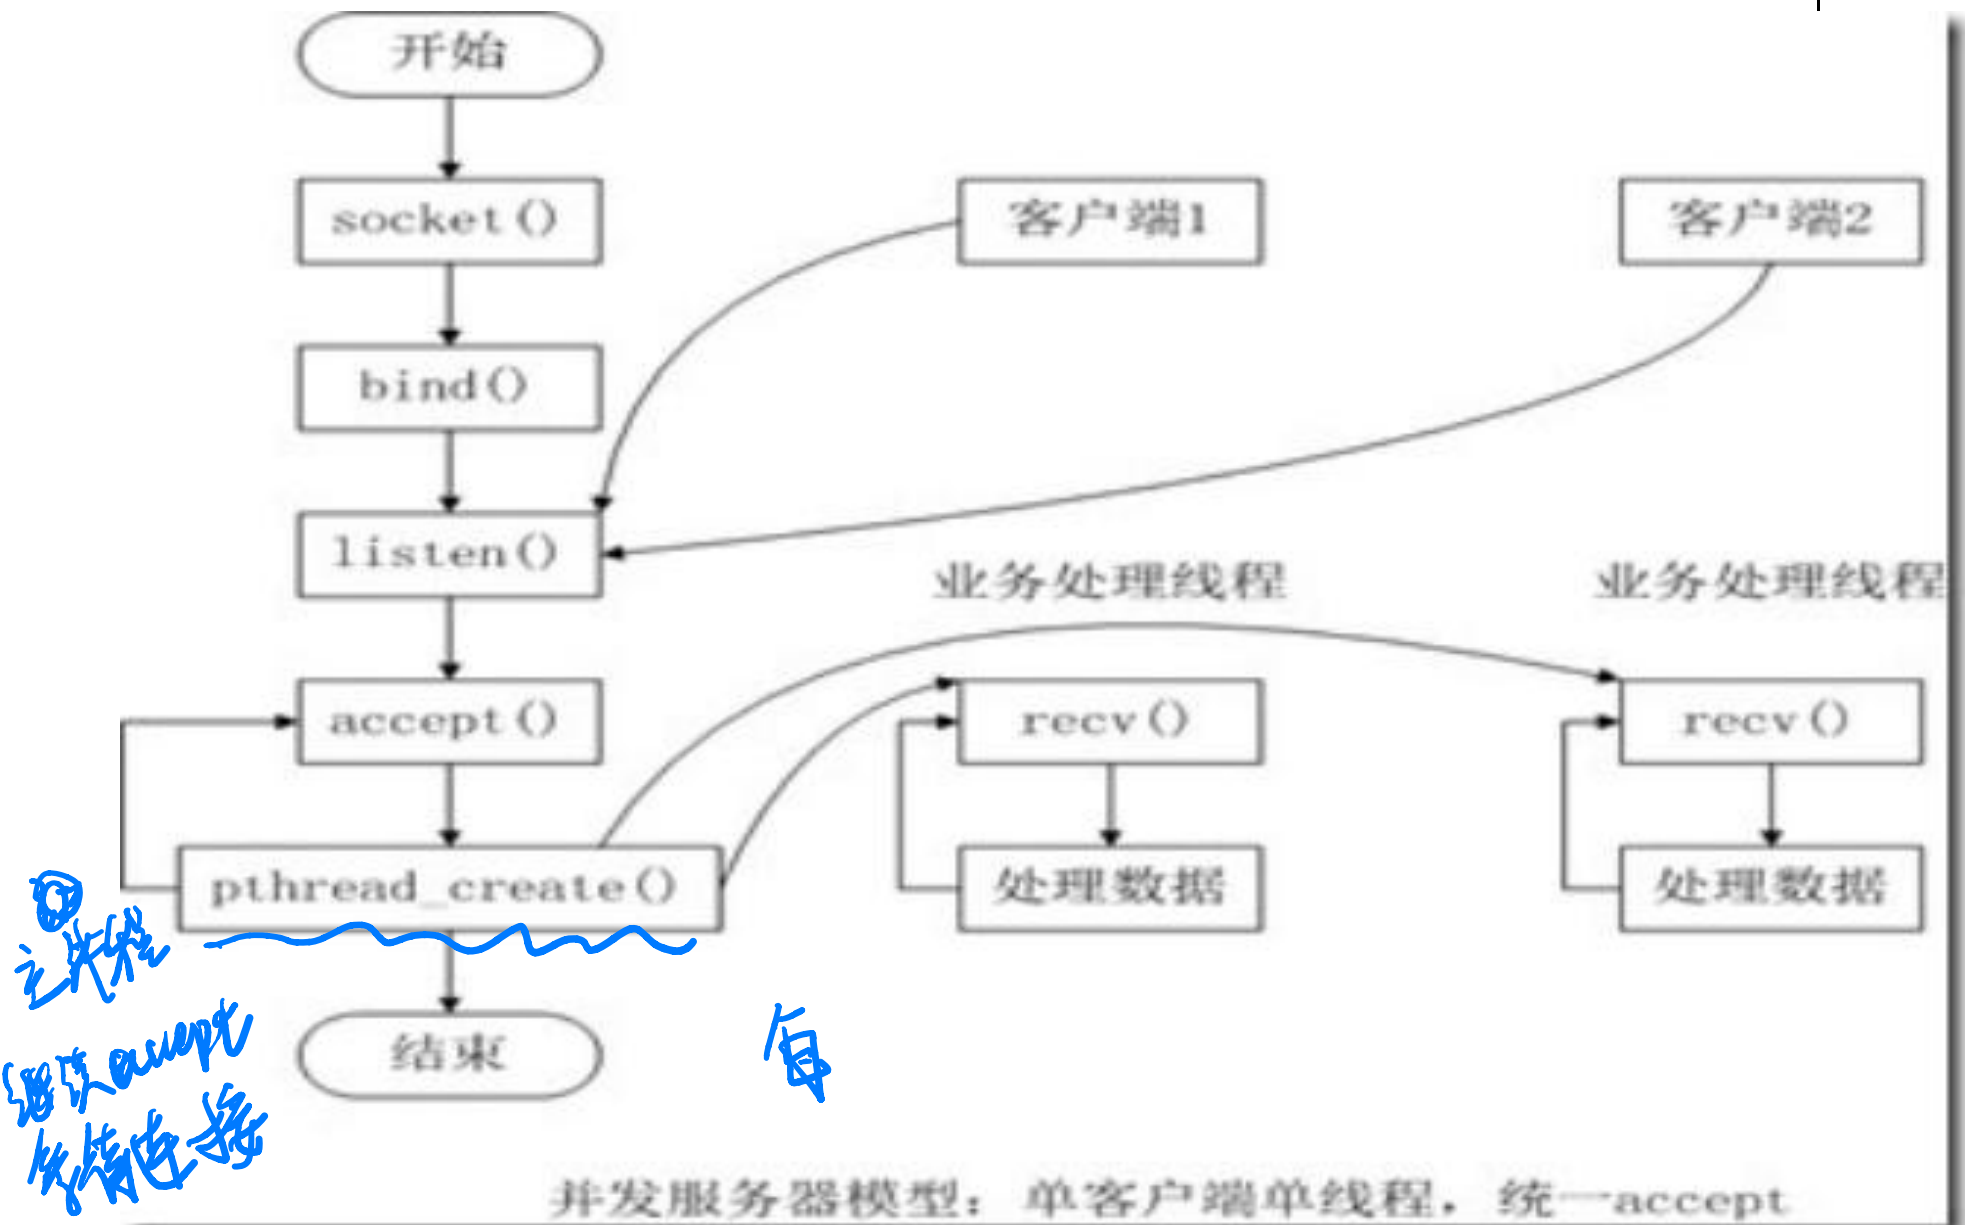 开始
socket()
客户端1
客户端2
bind()
listen()
业务处理线程
业务处理线程
accept()
recv()
recv()
pthread_create()
处理数据
处理数据
①
主进程
继续accept
等待连接
结束
每
并发服务器模型：单客户端单线程，统一accept